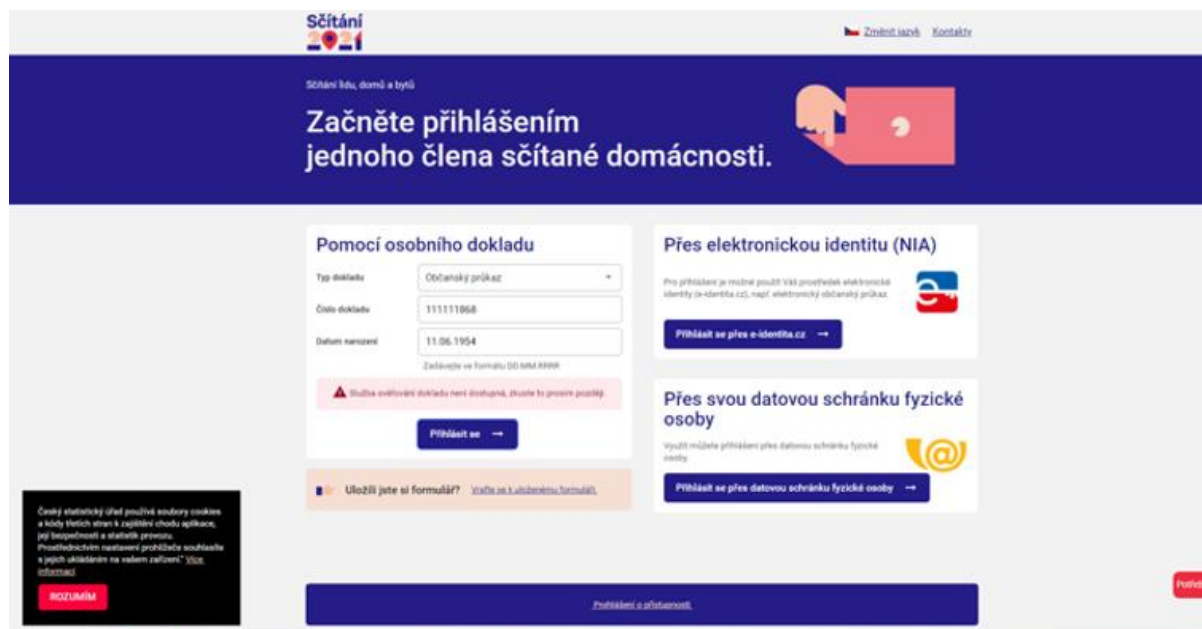 Sčítání
2021
Změnit jazyk Kontakty
Sčítání lidu, domů a bytů
Začněte přihlášením
jednoho člena sčítané domácnosti.
Pomocí osobního dokladu
Typ dokladu Občanský průkaz
Číslo dokladu 111111868
Datum narození 11.06.1954
Zadávejte ve formátu DD.MM.RRRR
Služba ověřování dokladu není dostupná, zkuste to prosím později.
Přihlásit se →
Uložili jste si formulář? Vraťte se k uloženému formuláři.
Přes elektronickou identitu (NIA)
Pro přihlášení je možné použít Váš prostředek elektronické
identity (e-identita.cz), např. elektronický občanský průkaz.
Přihlásit se přes e-identita.cz →
Přes svou datovou schránku fyzické
osoby
Využít můžete přihlášení přes datovou schránku fyzické
osoby
Přihlásit se přes datovou schránku fyzické osoby →
Český statistický úřad používá soubory cookies
a kódy třetích stran k zajištění chodu aplikace,
její bezpečnosti a statistik provozu.
Prostřednictvím nastavení prohlížeče souhlasíte
s jejich ukládáním na vašem zařízení." Více
informací
ROZUMÍM
Prohlášení o přístupnosti